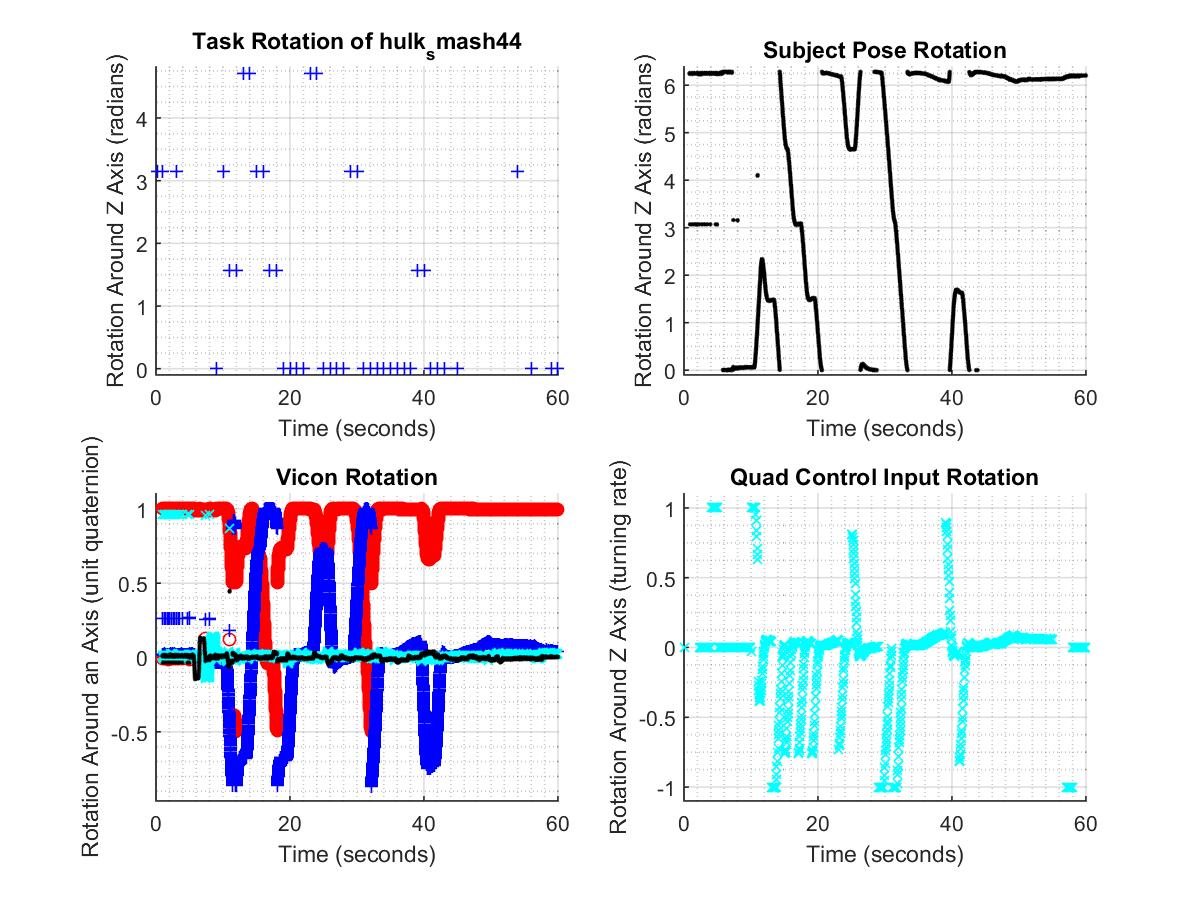 Task Rotation of hulk_smash44
Rotation Around Z Axis (radians)
4
3
2
1
0
0 20 40 60
Time (seconds)
Subject Pose Rotation
Rotation Around Z Axis (radians)
6
5
4
3
2
1
0
0 20 40 60
Time (seconds)
Vicon Rotation
Rotation Around an Axis (unit quaternion)
1
0.5
0
-0.5
0 20 40 60
Time (seconds)
Quad Control Input Rotation
Rotation Around Z Axis (turning rate)
1
0.5
0
-0.5
-1
0 20 40 60
Time (seconds)